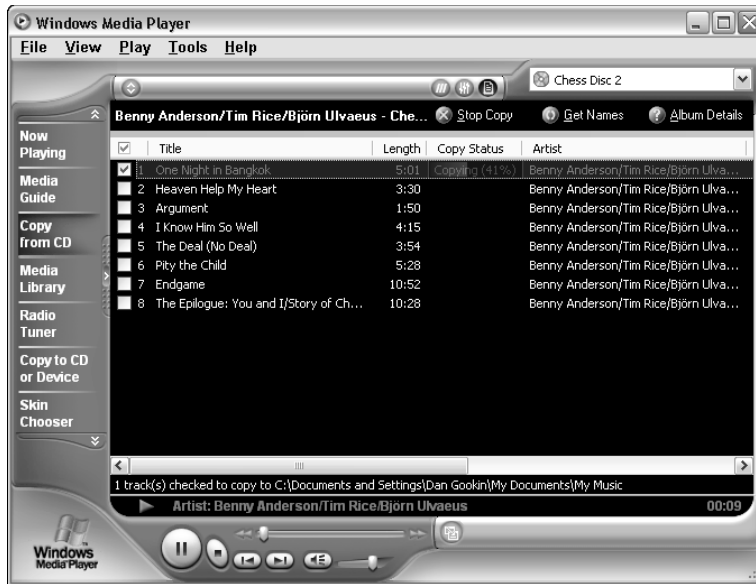 Windows Media Player
File View Play Tools Help
Chess Disc 2
Benny Anderson/Tim Rice/Björn Ulvaeus - Che... Stop Copy Get Names Album Details
Now
Playing
Media
Guide
Copy
from CD
Media
Library
Radio
Tuner
Copy to CD
or Device
Skin
Chooser
Title Length Copy Status Artist
1 One Night in Bangkok 5:01 Copying (41%) Benny Anderson/Tim Rice/Björn Ulva...
2 Heaven Help My Heart 3:30 Benny Anderson/Tim Rice/Björn Ulva...
3 Argument 1:50 Benny Anderson/Tim Rice/Björn Ulva...
4 I Know Him So Well 4:15 Benny Anderson/Tim Rice/Björn Ulva...
5 The Deal (No Deal) 3:54 Benny Anderson/Tim Rice/Björn Ulva...
6 Pity the Child 5:28 Benny Anderson/Tim Rice/Björn Ulva...
7 Endgame 10:52 Benny Anderson/Tim Rice/Björn Ulva...
8 The Epilogue: You and I/Story of Ch... 10:28 Benny Anderson/Tim Rice/Björn Ulva...
1 track(s) checked to copy to C:\Documents and Settings\Dan Gookin\My Documents\My Music
Artist: Benny Anderson/Tim Rice/Björn Ulvaeus 00:09
Windows
Media Player